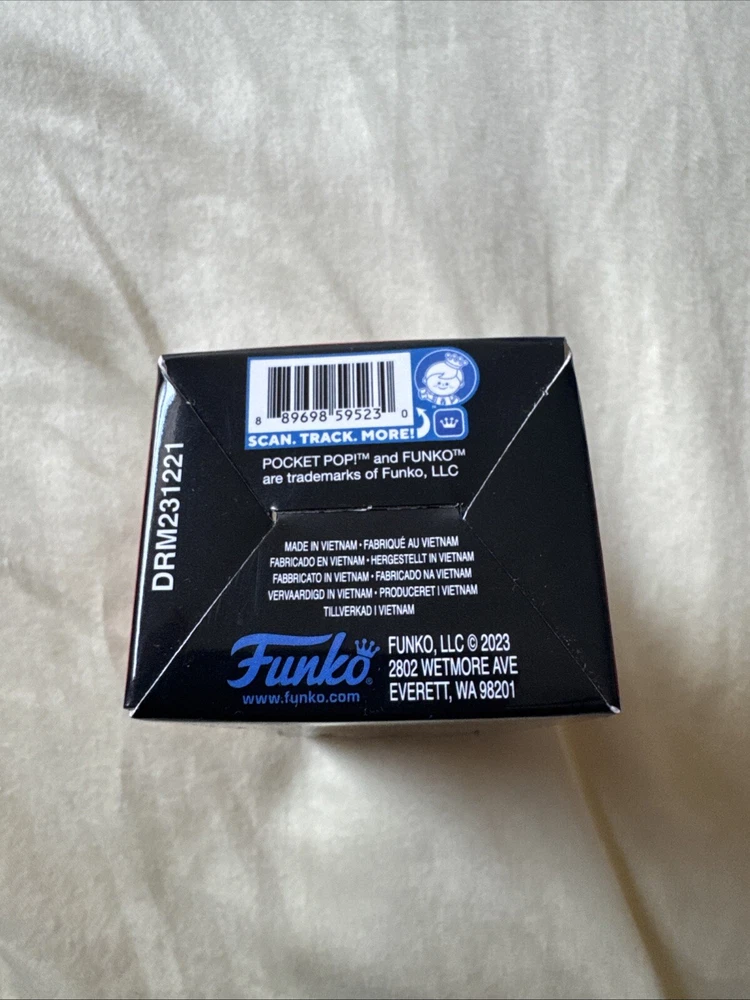 8 89698 59523 0
SCAN. TRACK. MORE!
POCKET POP!™ and FUNKO™
are trademarks of Funko, LLC
DRM231221
MADE IN VIETNAM • FABRIQUÉ AU VIETNAM
FABRICADO EN VIETNAM • HERGESTELLT IN VIETNAM
FABBRICATO IN VIETNAM • FABRICADO NA VIETNAM
VERVAARDIGD IN VIETNAM • PRODUCERET I VIETNAM
TILLVERKAD I VIETNAM
Funko®
www.funko.com
FUNKO, LLC © 2023
2802 WETMORE AVE
EVERETT, WA 98201